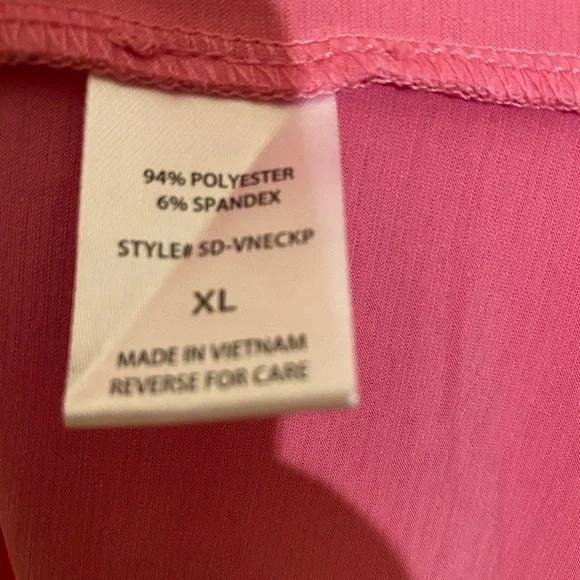 94% POLYESTER
6% SPANDEX
STYLE# SD-VNECKP
XL
MADE IN VIETNAM
REVERSE FOR CARE